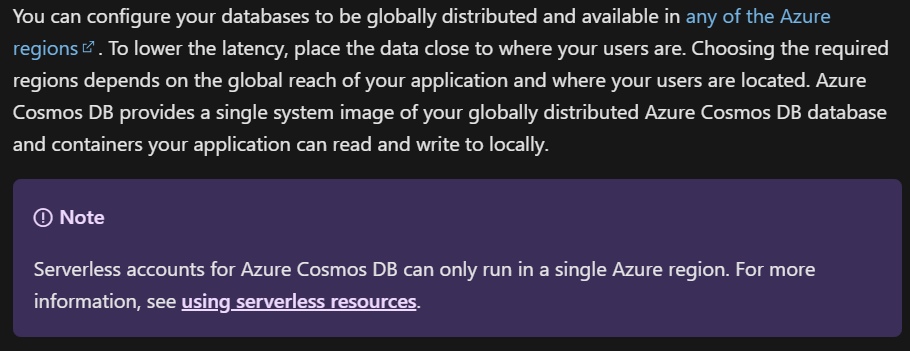 You can configure your databases to be globally distributed and available in any of the Azure
regions. To lower the latency, place the data close to where your users are. Choosing the required
regions depends on the global reach of your application and where your users are located. Azure
Cosmos DB provides a single system image of your globally distributed Azure Cosmos DB database
and containers your application can read and write to locally.
Note
Serverless accounts for Azure Cosmos DB can only run in a single Azure region. For more
information, see using serverless resources.